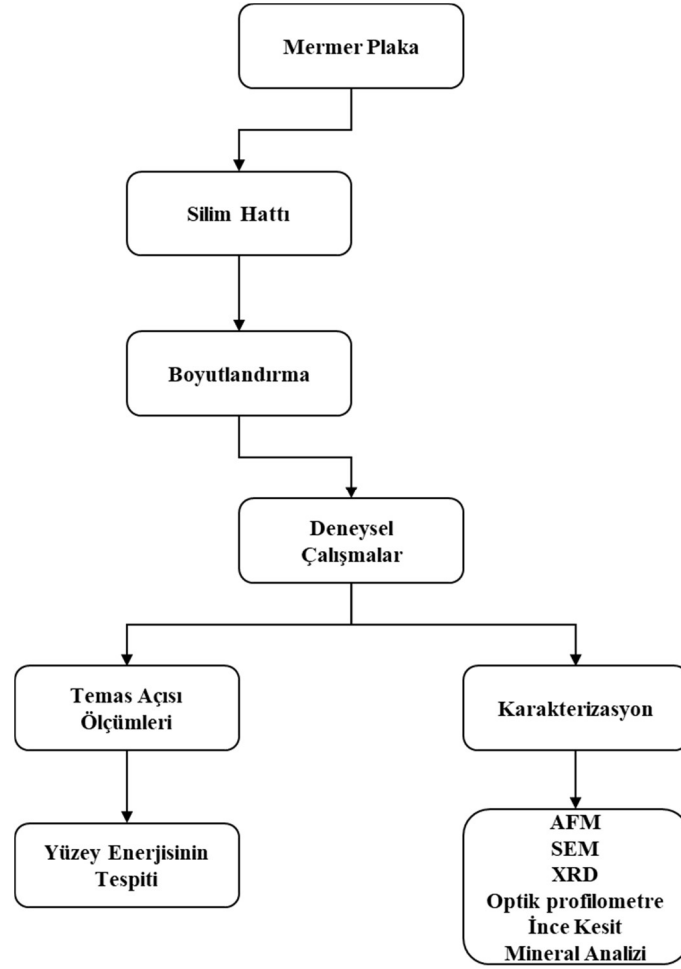 Mermer Plaka
Silim Hattı
Boyutlandırma
Deneysel
Çalışmalar
Temas Açısı
Ölçümleri
Karakterizasyon
Yüzey Enerjisinin
Tespiti
AFM
SEM
XRD
Optik profilometre
İnce Kesit
Mineral Analizi